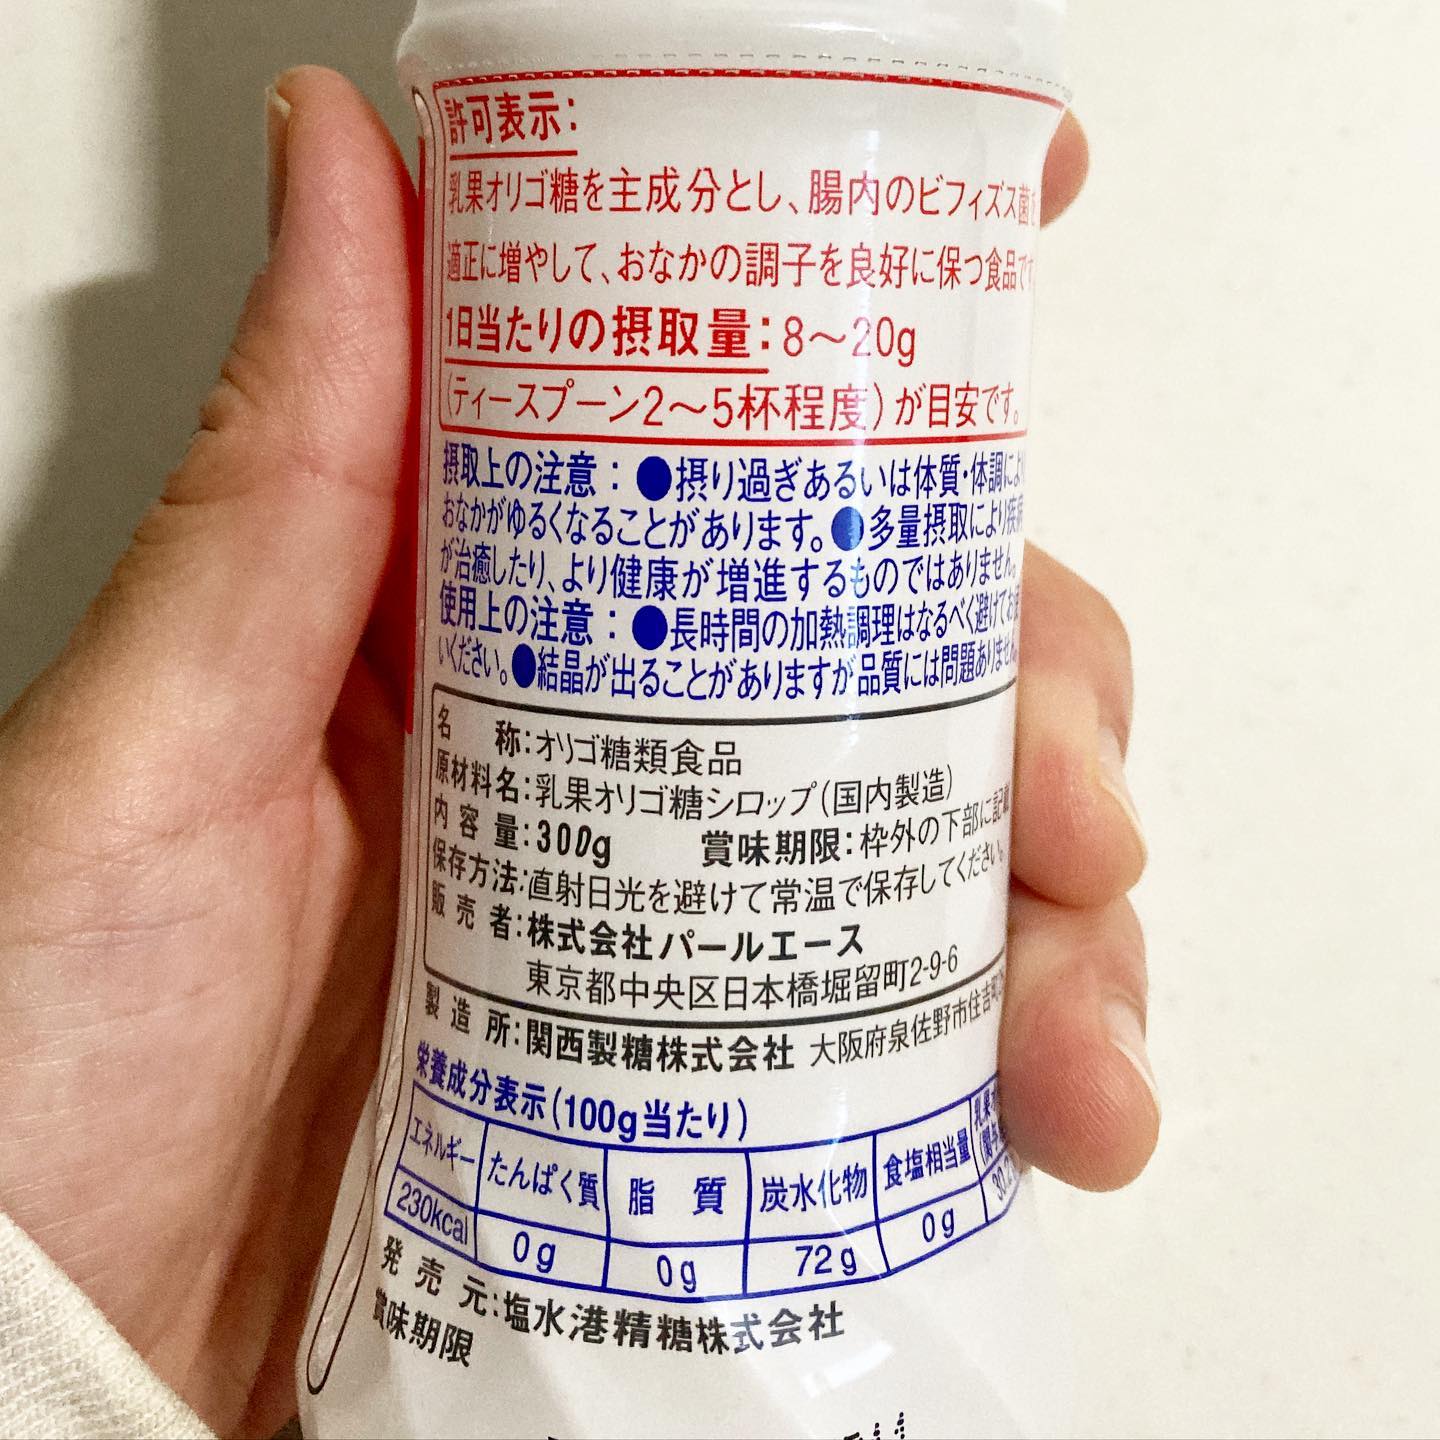 許可表示:
乳果オリゴ糖を主成分とし、腸内のビフィズス菌
適正に増やして、おなかの調子を良好に保つ食品です
1日当たりの摂取量:8〜20g
(ティースプーン2〜5杯程度)が目安です。
摂取上の注意:●摂り過ぎあるいは体質・体調により
おなかがゆるくなることがあります。●多量摂取により疾病
が治癒したり、より健康が増進するものではありません。
使用上の注意:●長時間の加熱調理はなるべく避けてお使
いください。●結晶が出ることがありますが品質には問題ありません。
名 称:オリゴ糖類食品
原材料名:乳果オリゴ糖シロップ(国内製造)
内容量:300g 賞味期限:枠外の下部に記載
保存方法:直射日光を避けて常温で保存してください。
販売者:株式会社パールエース
東京都中央区日本橋堀留町2-9-6
製造所:関西製糖株式会社 大阪府泉佐野市住吉町
栄養成分表示(100g当たり)
エネルギー たんぱく質 脂質 炭水化物 食塩相当量 乳果オ
230kcal 0g 0g 72g 0g
発売元:塩水港精糖株式会社
賞味期限